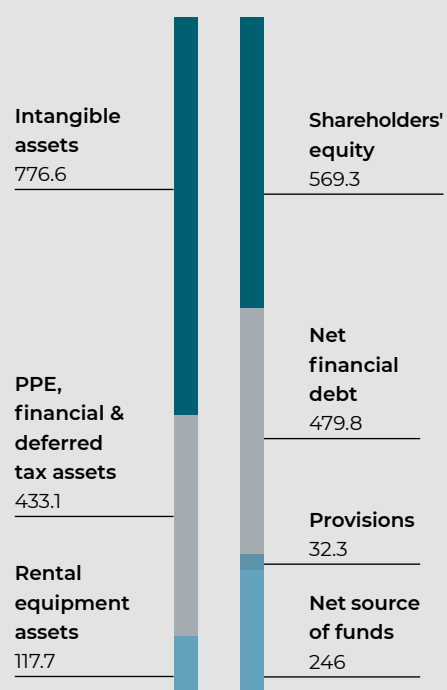 Intangible
assets
776.6
PPE,
financial &
deferred
tax assets
433.1
Rental
equipment
assets
117.7
Shareholders'
equity
569.3
Net
financial
debt
479.8
Provisions
32.3
Net source
of funds
246